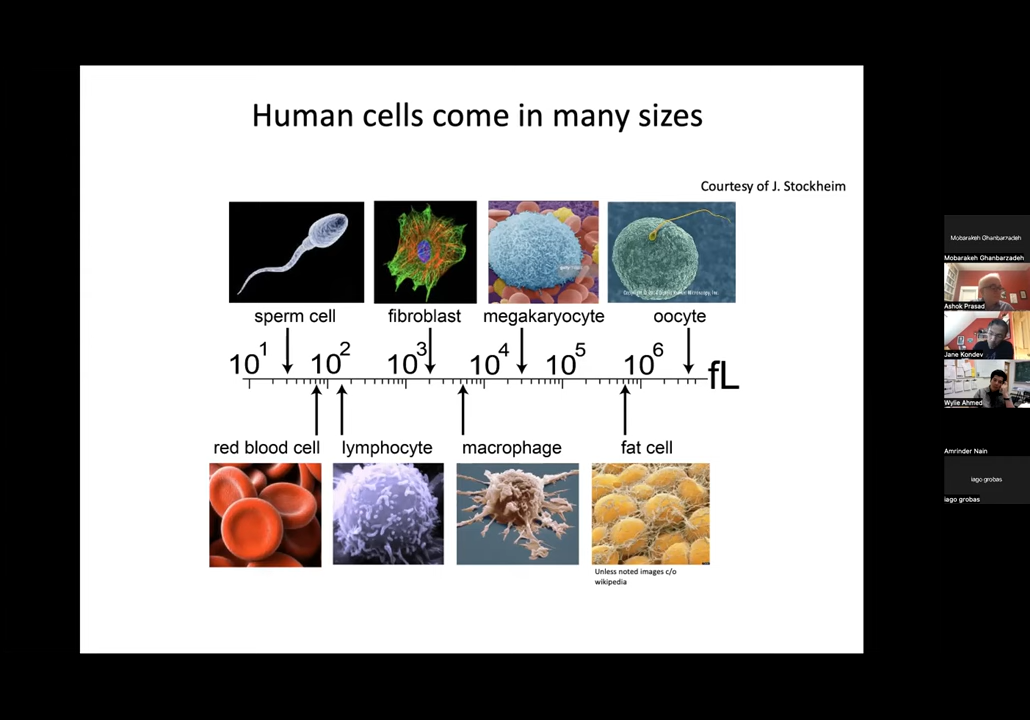 Human cells come in many sizes
Courtesy of J. Stockheim
sperm cell fibroblast megakaryocyte oocyte
10¹ 10² 10³ 10⁴ 10⁵ 10⁶ fL
red blood cell lymphocyte macrophage fat cell
Unless noted images c/o
wikipedia
Mobarakeh Ghanbarzadeh
Mobarakeh Ghanbarzadeh
Ashok Prasad
Jane Kondev
Wylie Ahmed
Amrinder Nain
iago grobas
iago grobas